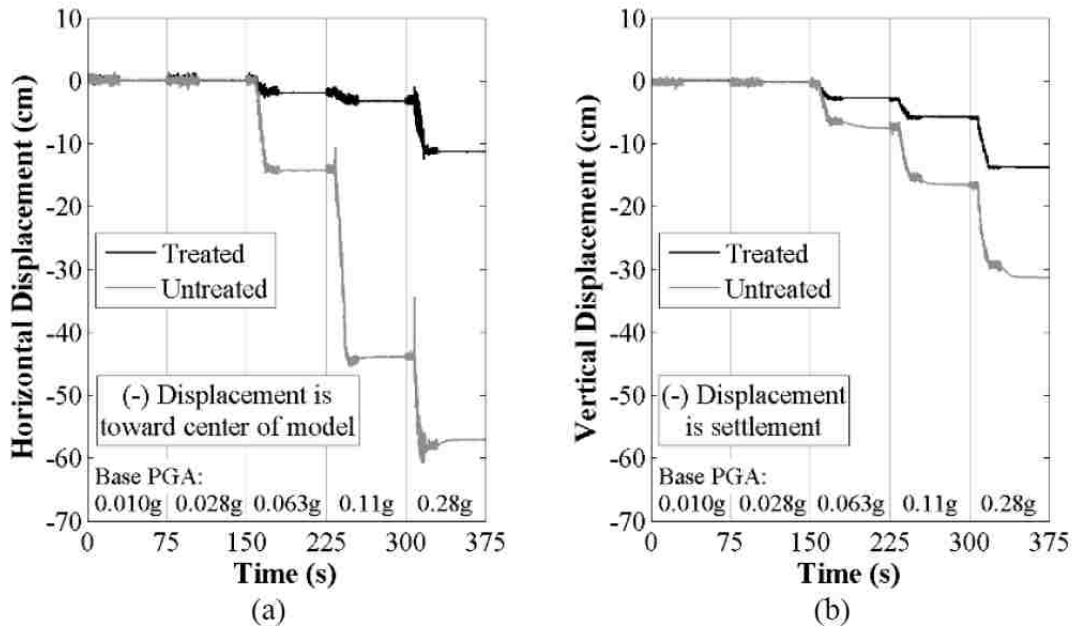 10
0
-10
-20
-30
-40
-50
-60
-70
Horizontal Displacement (cm)
Treated
Untreated
(-) Displacement is
toward center of model
Base PGA:
0.010g 0.028g 0.063g 0.11g 0.28g
0 75 150 225 300 375
Time (s)
(a)
10
0
-10
-20
-30
-40
-50
-60
-70
Vertical Displacement (cm)
Treated
Untreated
(-) Displacement
is settlement
Base PGA:
0.010g 0.028g 0.063g 0.11g 0.28g
0 75 150 225 300 375
Time (s)
(b)